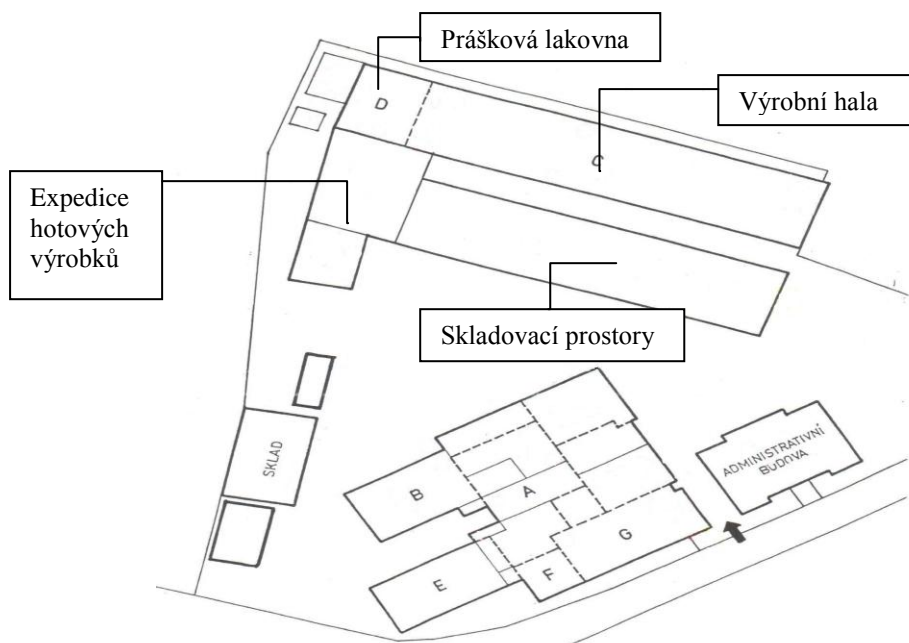 Prášková lakovna
Výrobní hala
D
C
Expedice
hotových
výrobků
Skladovací prostory
SKLAD
ADMINISTRATIVNÍ
BUDOVA
B
A
G
E
F